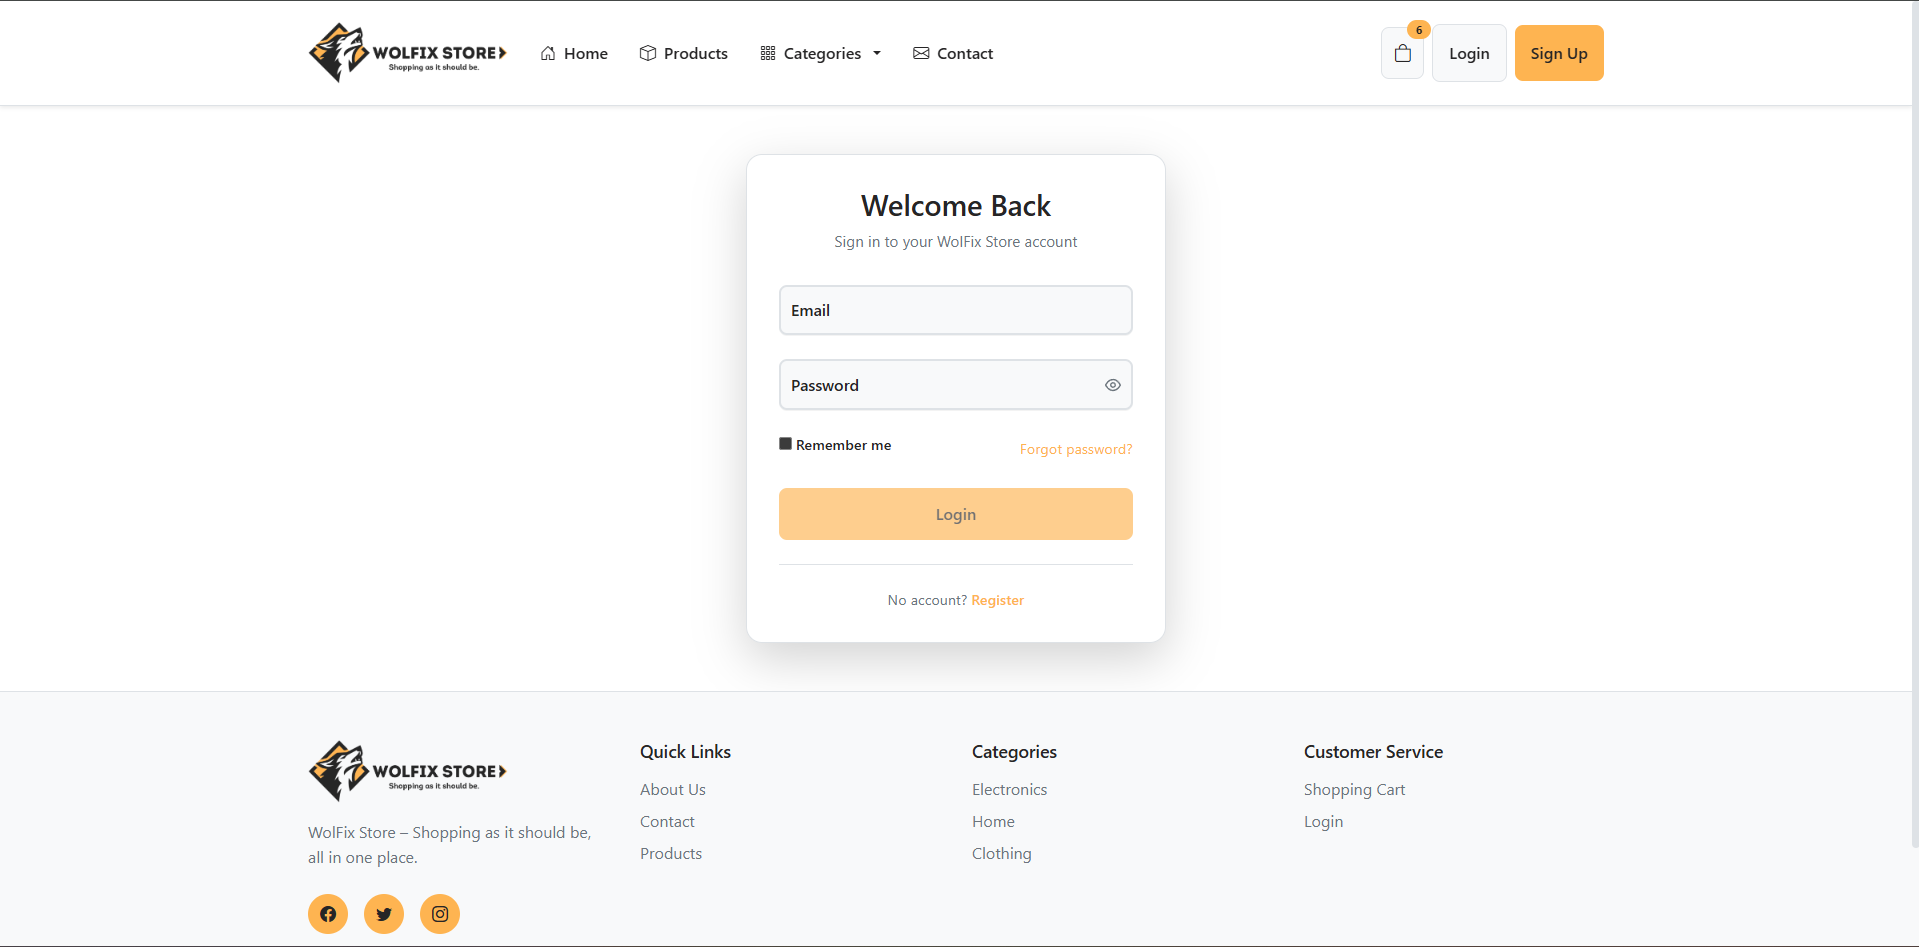 WOLFIX STORE
Shopping as it should be.
Home
Products
Categories
Contact
6
Login
Sign Up
Welcome Back
Sign in to your WolFix Store account
Email
Password
Remember me
Forgot password?
Login
No account? Register
WOLFIX STORE
Shopping as it should be.
WolFix Store – Shopping as it should be,
all in one place.
Quick Links
About Us
Contact
Products
Categories
Electronics
Home
Clothing
Customer Service
Shopping Cart
Login